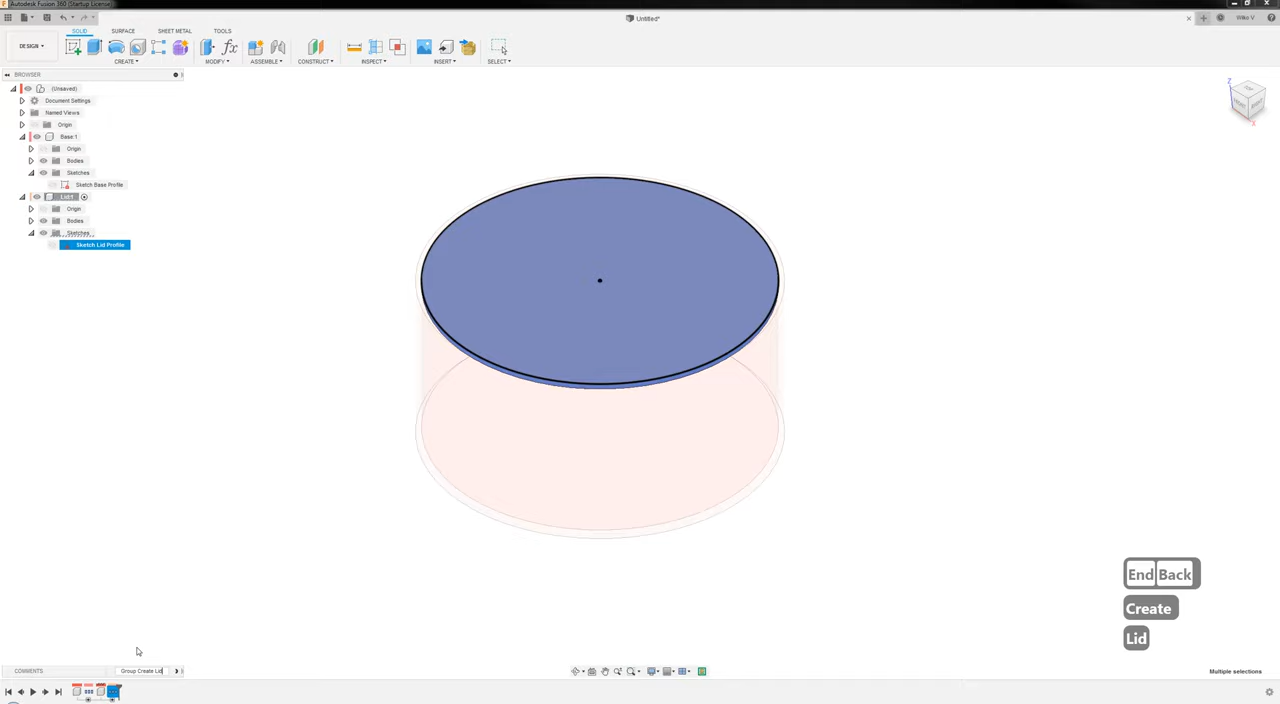 Autodesk Fusion 360 (Startup License)
Untitled*
Wilko V
SOLID SURFACE SHEET METAL TOOLS
DESIGN
CREATE MODIFY ASSEMBLE CONSTRUCT INSPECT INSERT SELECT
BROWSER
(Unsaved)
Document Settings
Named Views
Origin
Base:1
Origin
Bodies
Sketches
Sketch Base Profile
Origin
Bodies
Sketches
Sketch Lid Profile
Z
TOP
X
End Back
Create
Lid
COMMENTS
Group Create Lid
Multiple selections